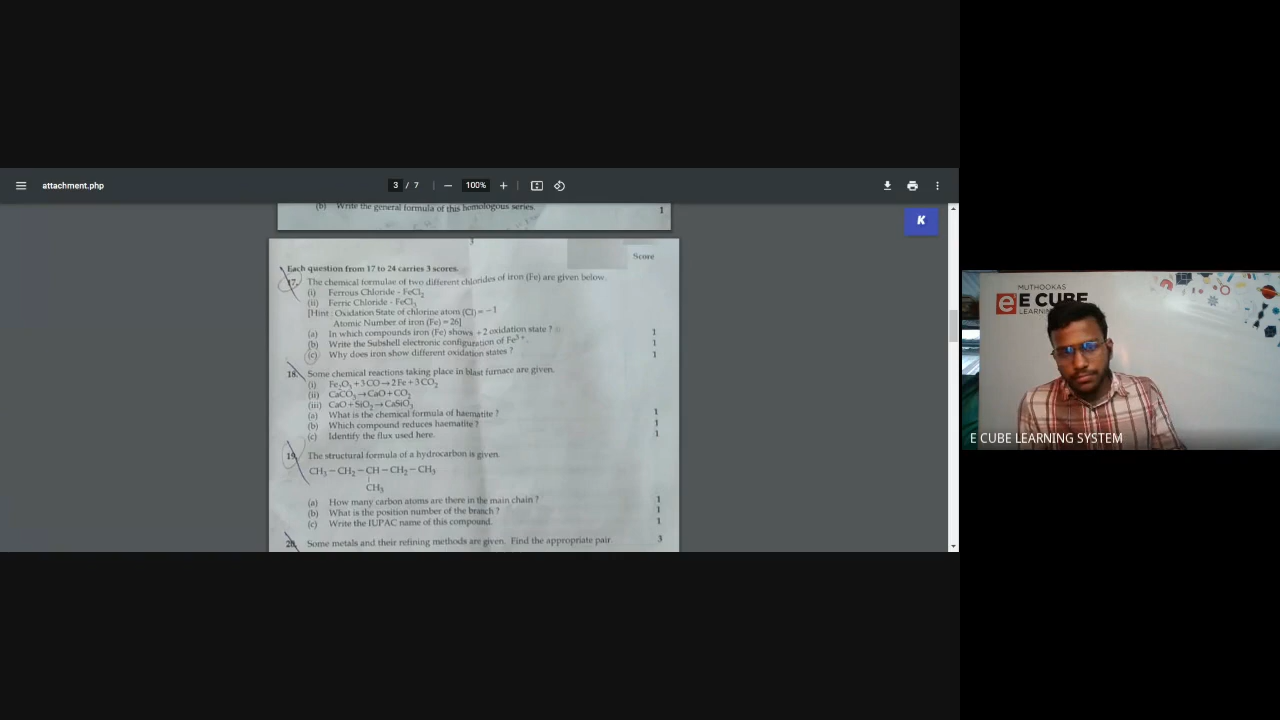 attachment.php
3 / 7
100%
(b) Write the general formula of this homologous series.
1
K
3
Score
Each question from 17 to 24 carries 3 scores.
17. The chemical formulae of two different chlorides of iron (Fe) are given below.
(i) Ferrous Chloride - FeCl₂
(ii) Ferric Chloride - FeCl₃
[Hint : Oxidation State of chlorine atom (Cl) = −1
Atomic Number of iron (Fe) = 26]
(a) In which compounds iron (Fe) shows +2 oxidation state ? 1
(b) Write the Subshell electronic configuration of Fe³⁺. 1
(c) Why does iron show different oxidation states ? 1
18. Some chemical reactions taking place in blast furnace are given.
(i) Fe₂O₃ + 3 CO → 2 Fe + 3 CO₂
(ii) CaCO₃ → CaO + CO₂
(iii) CaO + SiO₂ → CaSiO₃
(a) What is the chemical formula of haematite ? 1
(b) Which compound reduces haematite ? 1
(c) Identify the flux used here. 1
19. The structural formula of a hydrocarbon is given.
CH₃ − CH₂ − CH − CH₂ − CH₃
|
CH₃
(a) How many carbon atoms are there in the main chain ? 1
(b) What is the position number of the branch ? 1
(c) Write the IUPAC name of this compound. 1
20. Some metals and their refining methods are given. Find the appropriate pair. 3
MUTHOOKAS
e E CUBE
LEARNIN
E CUBE LEARNING SYSTEM